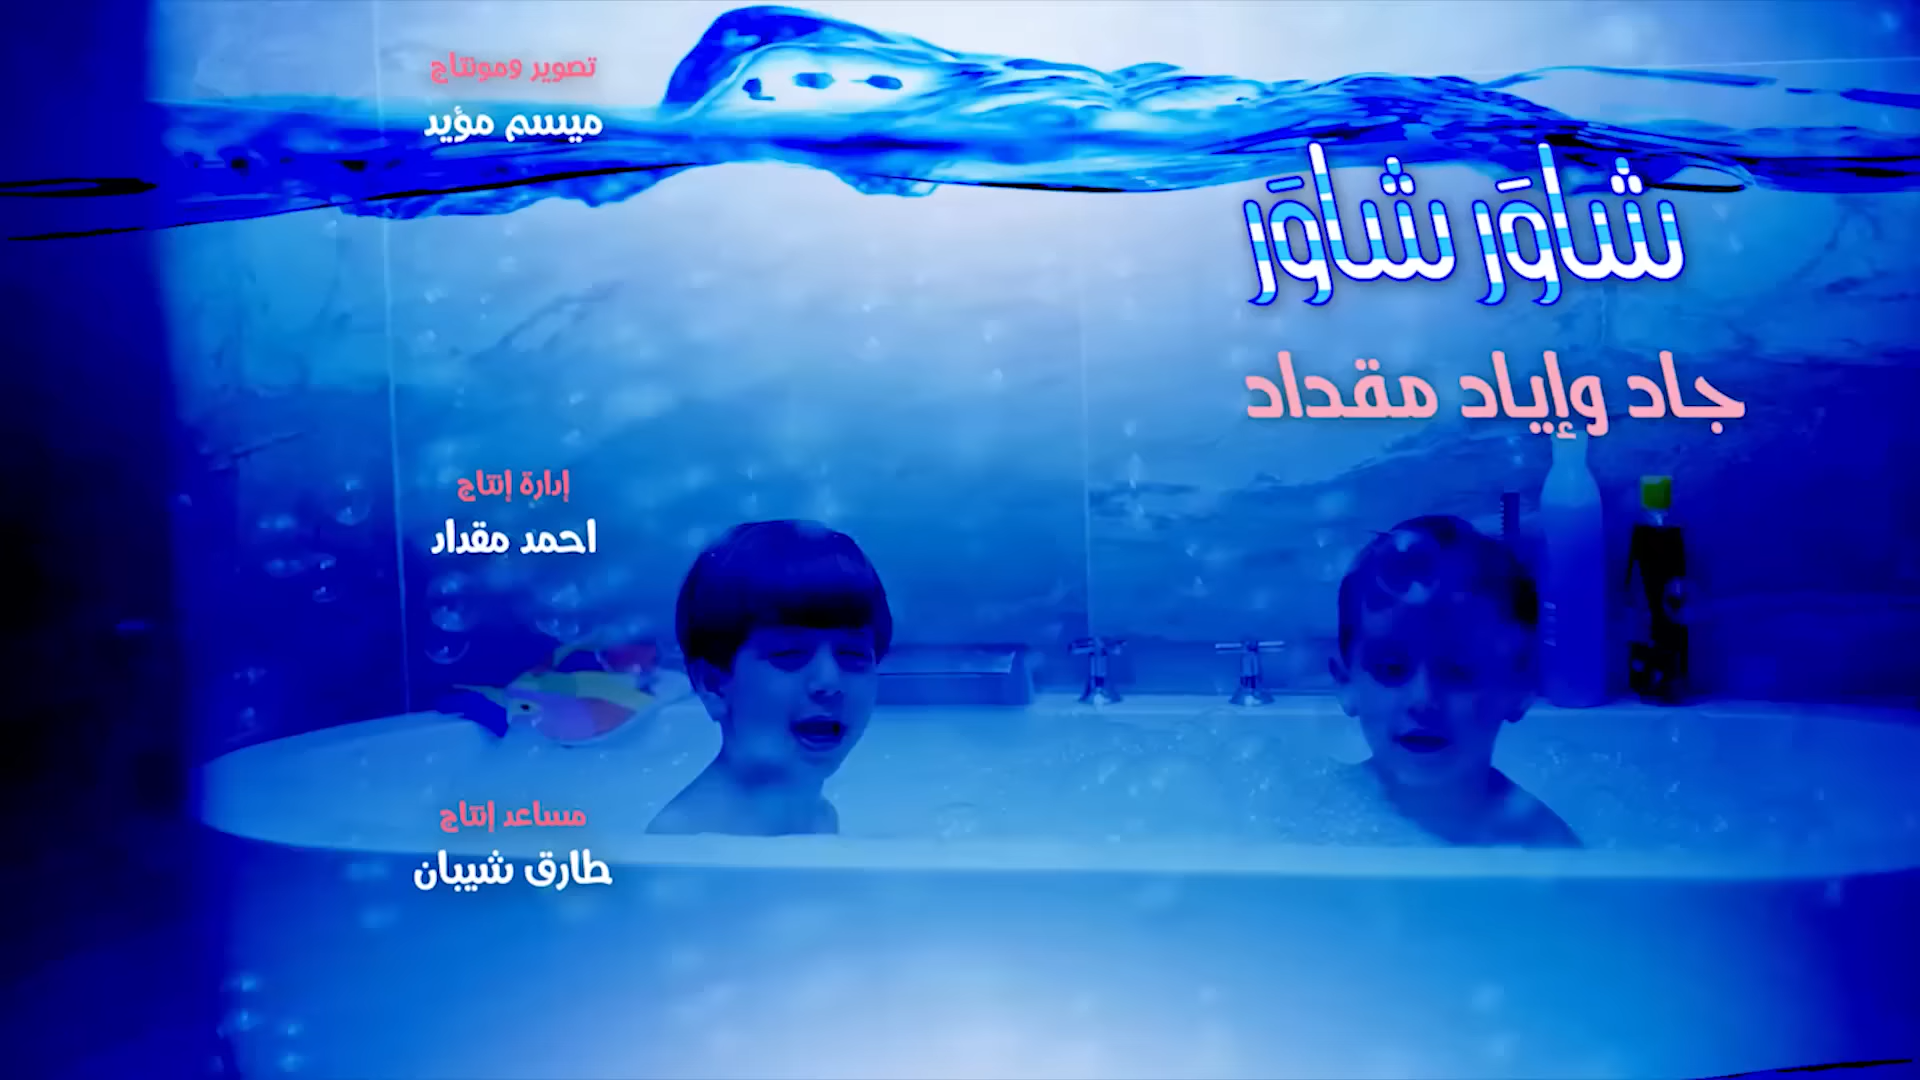 شاوَر شاوَر
جاد وإياد مقداد
تصوير ومونتاج
ميسم مؤيد
إدارة إنتاج
احمد مقداد
مساعد إنتاج
طارق شيبان